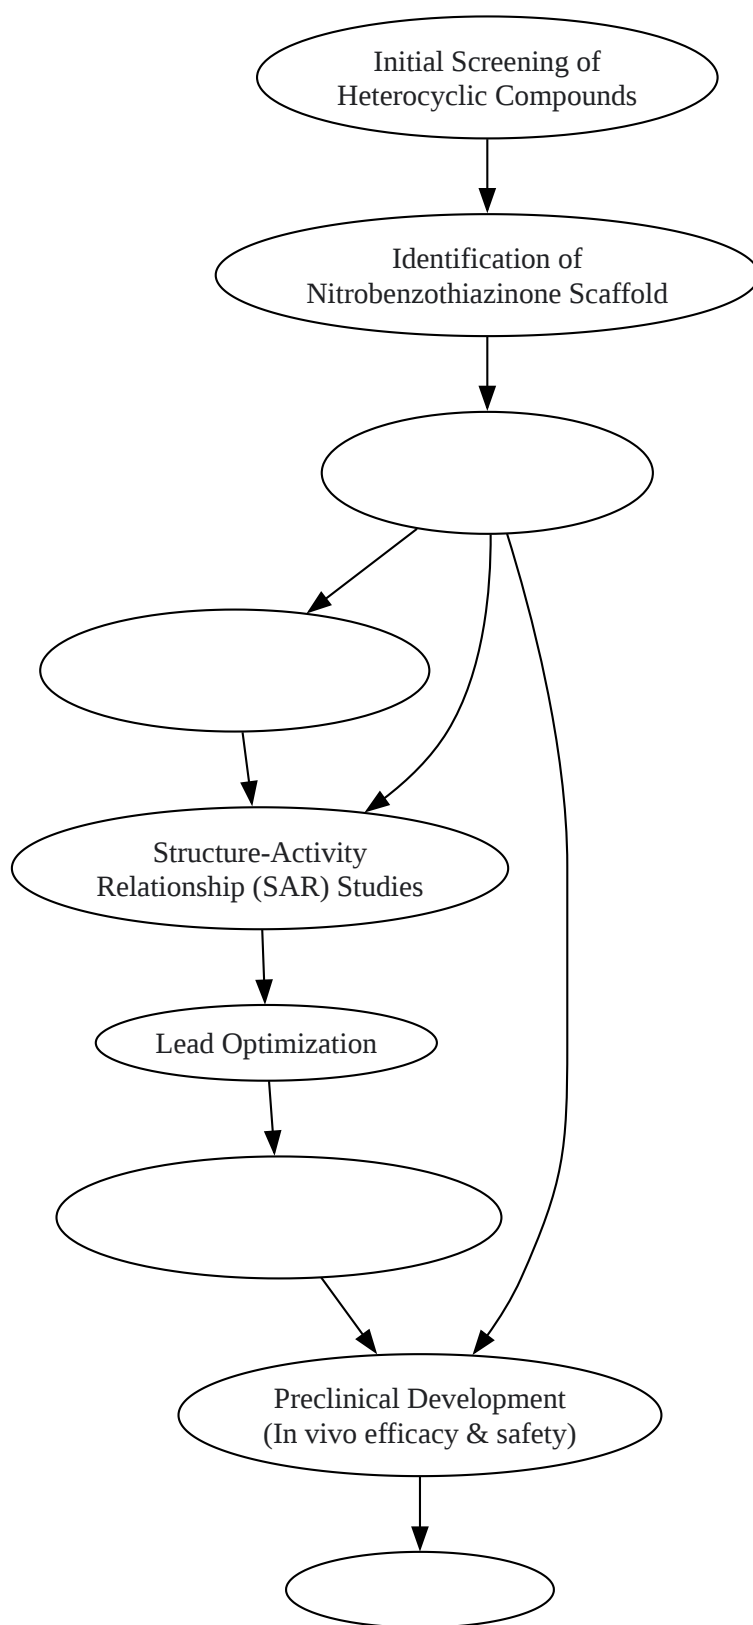 Initial Screening of
Heterocyclic Compounds
Identification of
Nitrobenzothiazinone Scaffold
Structure-Activity
Relationship (SAR) Studies
Lead Optimization
Preclinical Development
(In vivo efficacy & safety)